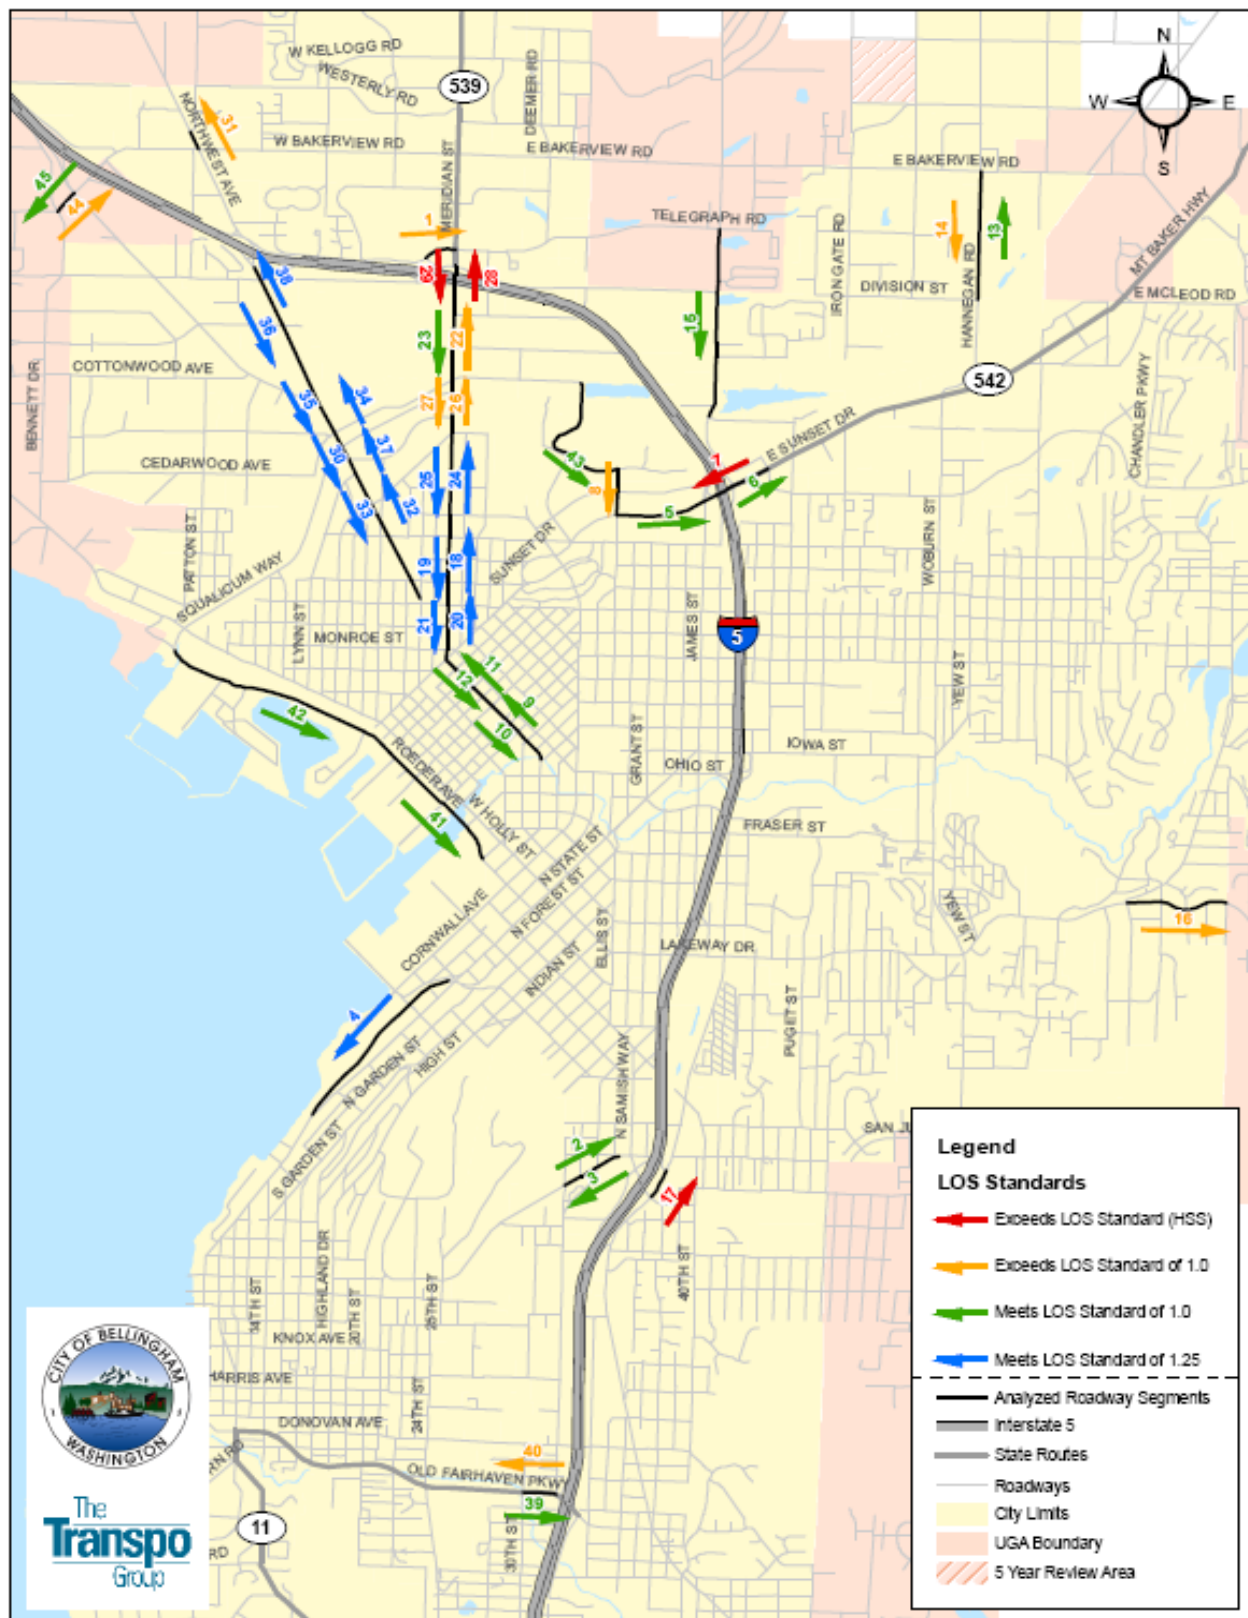 N
W
E
S
W KELLOGG RD
WESTERLY RD
539
DEEMER RD
NORTHWEST AVE
31
W BAKERVIEW RD
E BAKERVIEW RD
E BAKERVIEW RD
MERIDIAN ST
MT BAKER HWY
45
44
1
TELEGRAPH RD
IRON GATE RD
14
13
HANNEGAN RD
DIVISION ST
E MCLEOD RD
38
29
28
36
23
22
15
COTTONWOOD AVE
BENNETT DR
542
CHANDLER PKWY
35
34
27
26
E SUNSET DR
30
37
CEDARWOOD AVE
43
7
25
24
8
6
33
32
5
PATTON ST
SQUALICUM WAY
SUNSET DR
WOBURN ST
19
18
LYNN ST
MONROE ST
21
20
JAMES ST
5
YEW ST
11
12
9
10
42
ROEDER AVE
GRANT ST
IOWA ST
OHIO ST
41
W HOLLY ST
N STATE ST
FRASER ST
N FOREST ST
YEW ST
16
CORNWALL AVE
ELLIS ST
LAKEWAY DR
INDIAN ST
4
PUGET ST
N GARDEN ST
HIGH ST
N SAMISH WAY
2
3
17
S GARDEN ST
40TH ST
14TH ST
HIGHLAND DR
20TH ST
25TH ST
KNOX AVE
HARRIS AVE
24TH ST
DONOVAN AVE
40
OLD FAIRHAVEN PKWY
39
30TH ST
11
RD
SAN JU
Legend
LOS Standards
Exceeds LOS Standard (HSS)
Exceeds LOS Standard of 1.0
Meets LOS Standard of 1.0
Meets LOS Standard of 1.25
Analyzed Roadway Segments
Interstate 5
State Routes
Roadways
City Limits
UGA Boundary
5 Year Review Area
CITY OF BELLINGHAM
WASHINGTON
The
Transpo
Group